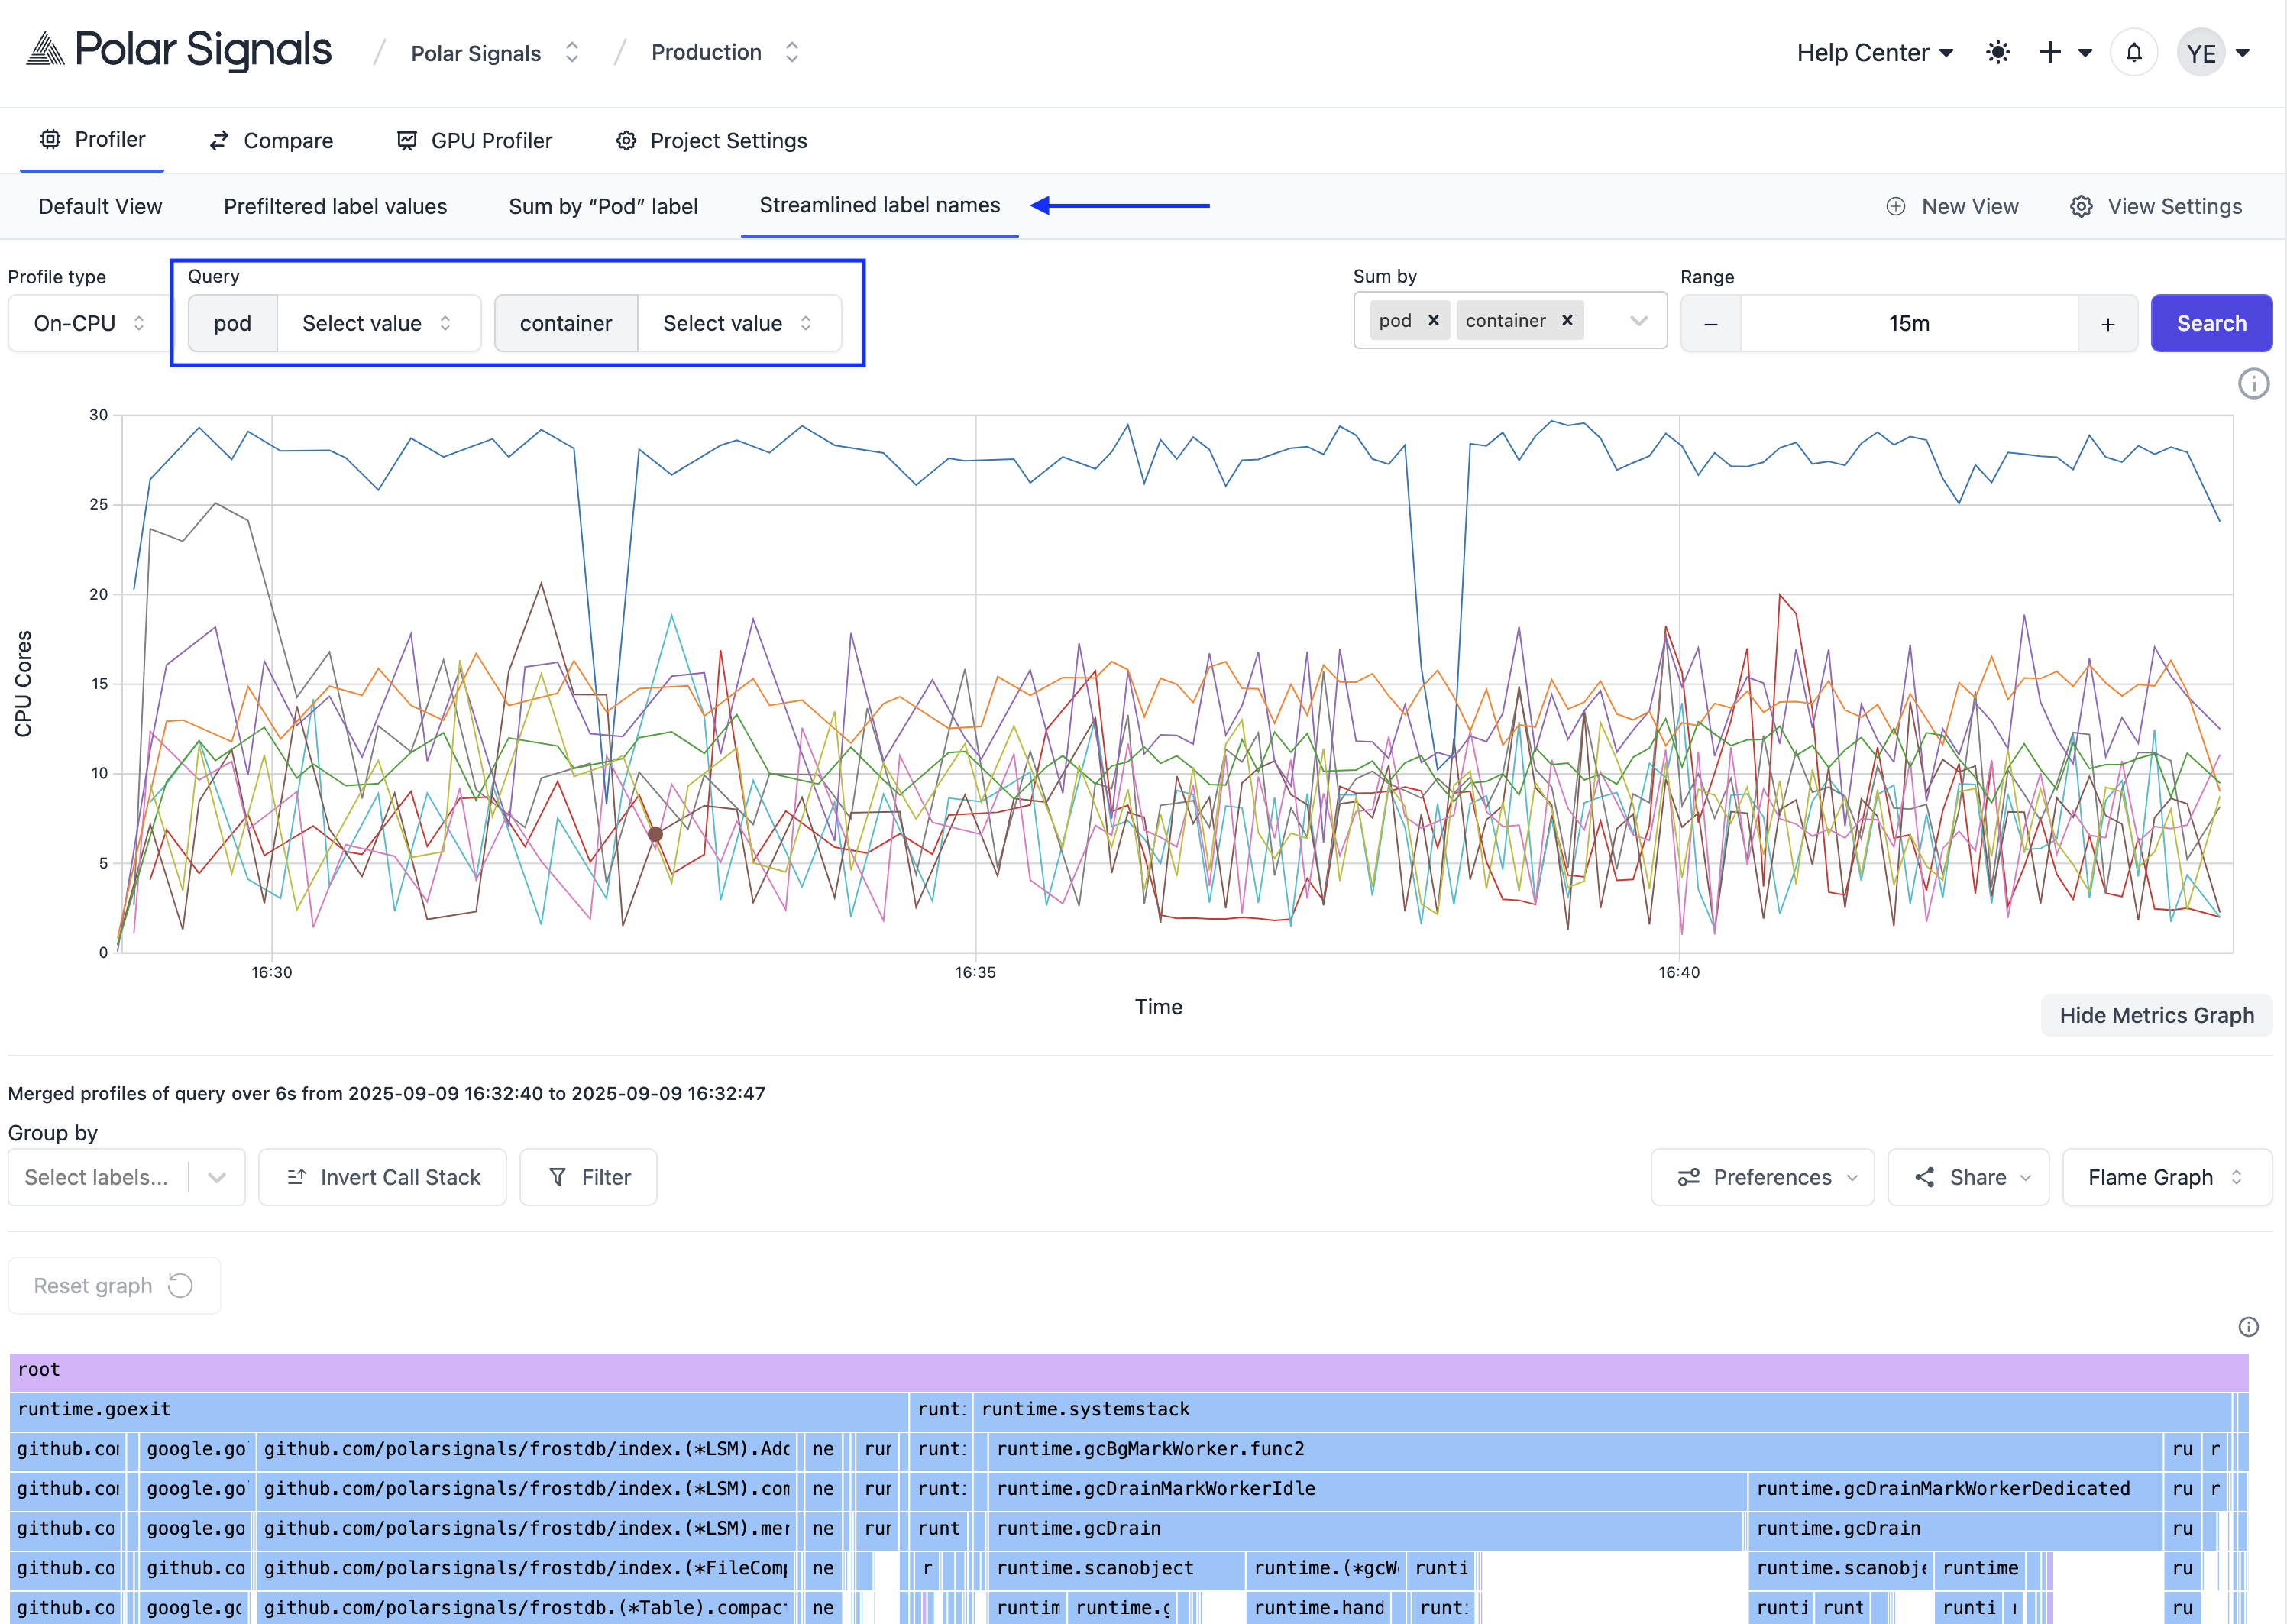 Polar Signals / Polar Signals / Production Help Center YE
Profiler Compare GPU Profiler Project Settings
Default View Prefiltered label values Sum by “Pod” label Streamlined label names New View View Settings
Profile type Query Sum by Range
On-CPU pod Select value container Select value pod × container × − 15m + Search
30
25
20
15
10
5
0
CPU Cores
16:30 16:35 16:40
Time
Hide Metrics Graph
Merged profiles of query over 6s from 2025-09-09 16:32:40 to 2025-09-09 16:32:47
Group by
Select labels... Invert Call Stack Filter Preferences Share Flame Graph
Reset graph
root
runtime.goexit runt runtime.systemstack
github.co google.go github.com/polarsignals/frostdb/index.(*LSM).Adc ne rur runt runtime.gcBgMarkWorker.func2 ru r
github.co google.go github.com/polarsignals/frostdb/index.(*LSM).com ne rur runt runtime.gcDrainMarkWorkerIdle runtime.gcDrainMarkWorkerDedicated ru r
github.co google.go github.com/polarsignals/frostdb/index.(*LSM).mer ne rur runt runtime.gcDrain runtime.gcDrain ru
github.co github.co github.com/polarsignals/frostdb/index.(*FileComp ne r runtime.scanobject runtime.(*gcW runti runtime.scanobje runtime ru
github.co google.gc github.com/polarsignals/frostdb.(*Table).compac ne runtim runtime.g runtime.hand runt runti runt runti ru